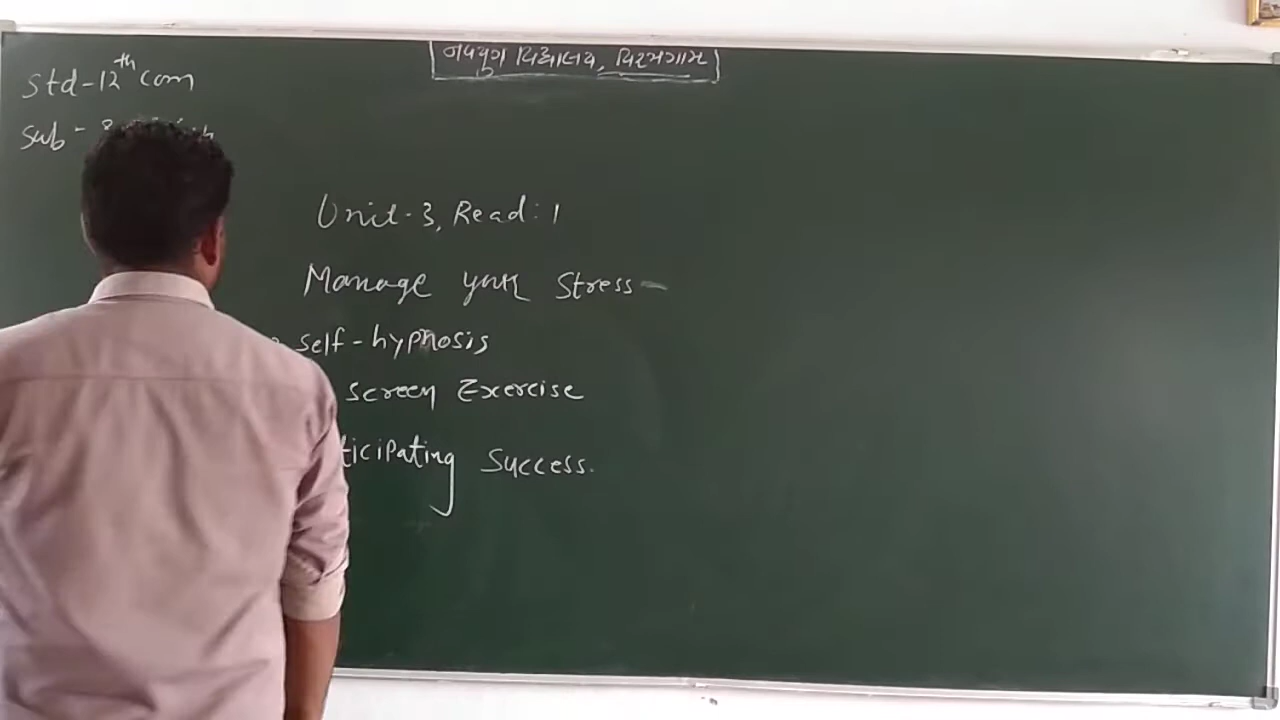 નવયુગ વિદ્યાલય, વિરમગામ
Std-12th com
Sub-
Unit-3, Read: 1
Manage your Stress-
self-hypnosis
Screen Exercise
ticipating Success.